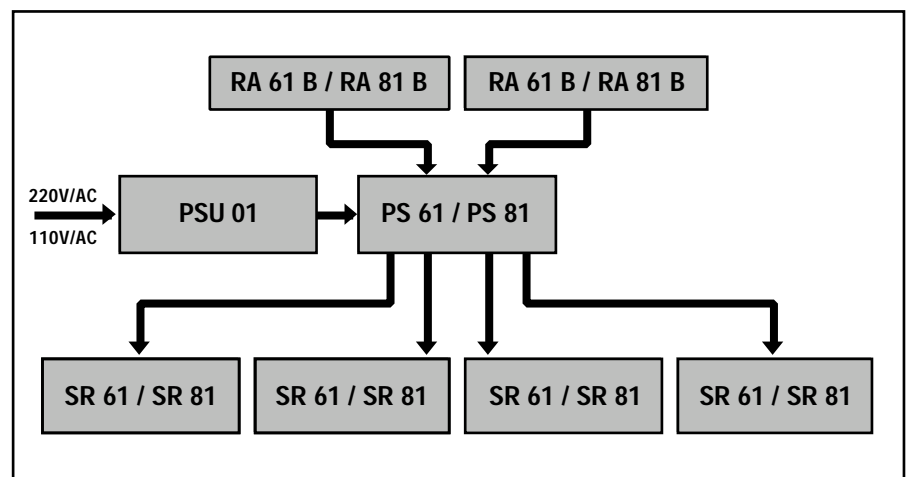 RA 61 B / RA 81 B
RA 61 B / RA 81 B
220V/AC
110V/AC
PSU 01
PS 61 / PS 81
SR 61 / SR 81
SR 61 / SR 81
SR 61 / SR 81
SR 61 / SR 81